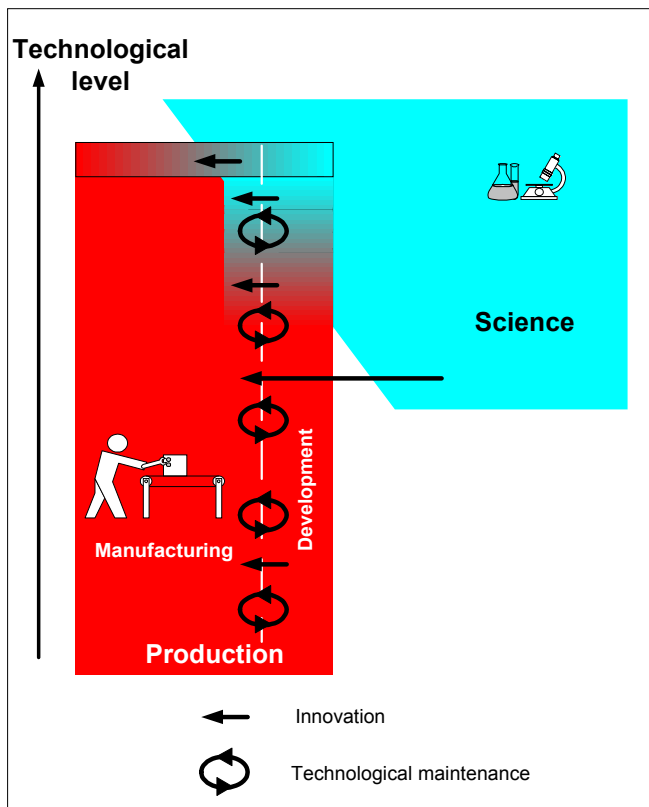 Technological
level
Science
Development
Manufacturing
Production
Innovation
Technological maintenance